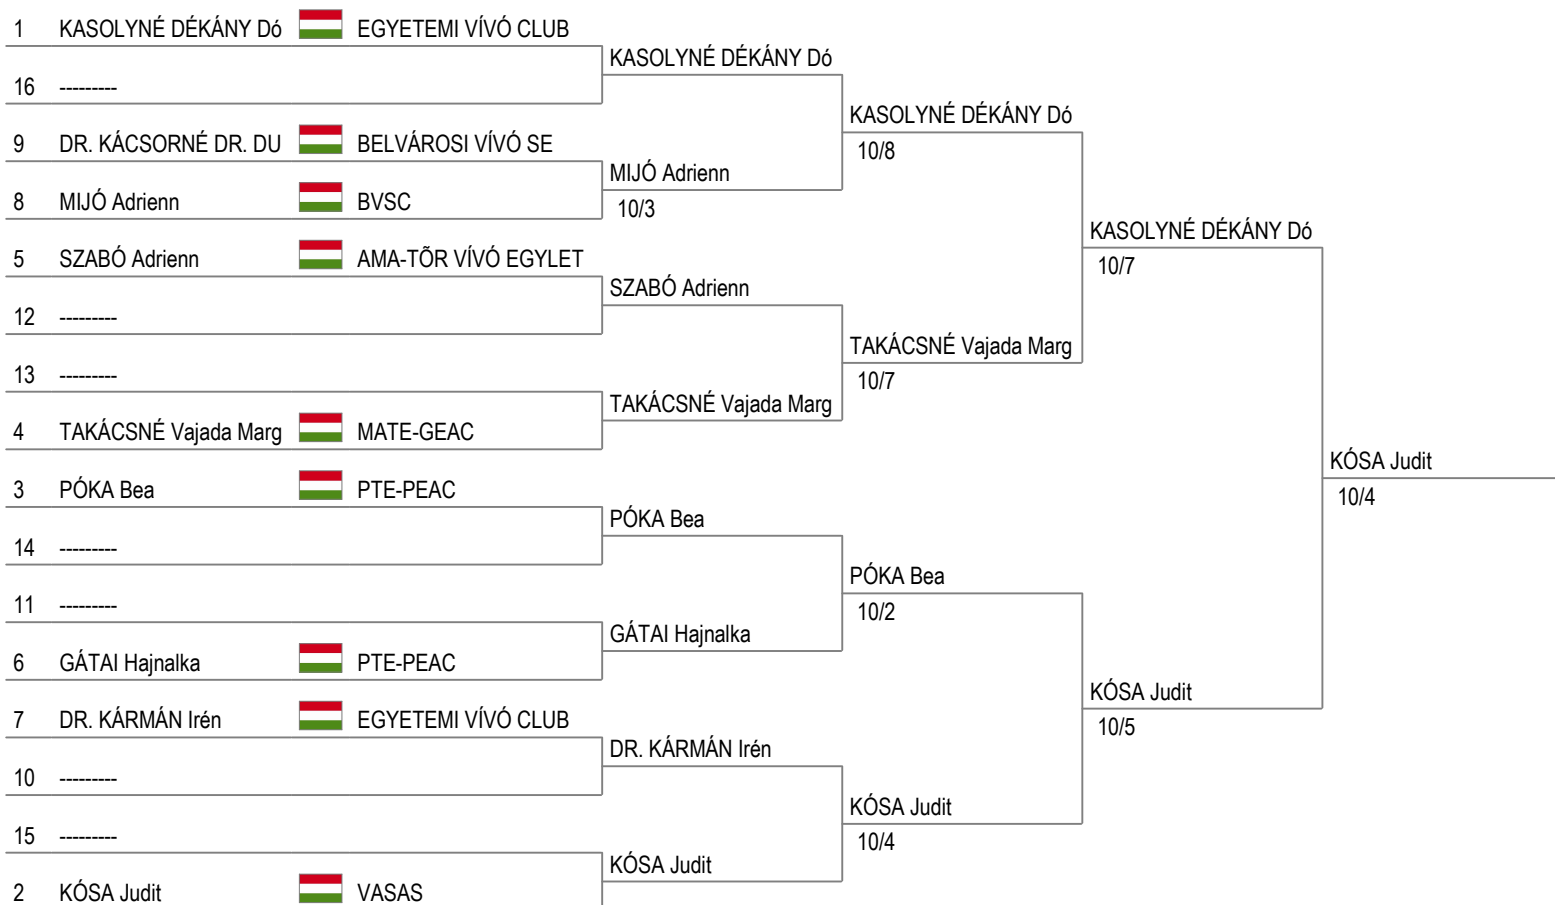 1 KASOLYNÉ DÉKÁNY Dó EGYETEMI VÍVÓ CLUB
KASOLYNÉ DÉKÁNY Dó
16 ---------
KASOLYNÉ DÉKÁNY Dó
10/8
9 DR. KÁCSORNÉ DR. DU BELVÁROSI VÍVÓ SE
MIJÓ Adrienn
10/3
8 MIJÓ Adrienn BVSC
KASOLYNÉ DÉKÁNY Dó
10/7
5 SZABÓ Adrienn AMA-TÕR VÍVÓ EGYLET
SZABÓ Adrienn
12 ---------
TAKÁCSNÉ Vajada Marg
10/7
13 ---------
TAKÁCSNÉ Vajada Marg
4 TAKÁCSNÉ Vajada Marg MATE-GEAC
KÓSA Judit
10/4
3 PÓKA Bea PTE-PEAC
PÓKA Bea
14 ---------
PÓKA Bea
10/2
11 ---------
GÁTAI Hajnalka
6 GÁTAI Hajnalka PTE-PEAC
KÓSA Judit
10/5
7 DR. KÁRMÁN Irén EGYETEMI VÍVÓ CLUB
DR. KÁRMÁN Irén
10 ---------
KÓSA Judit
10/4
15 ---------
KÓSA Judit
2 KÓSA Judit VASAS